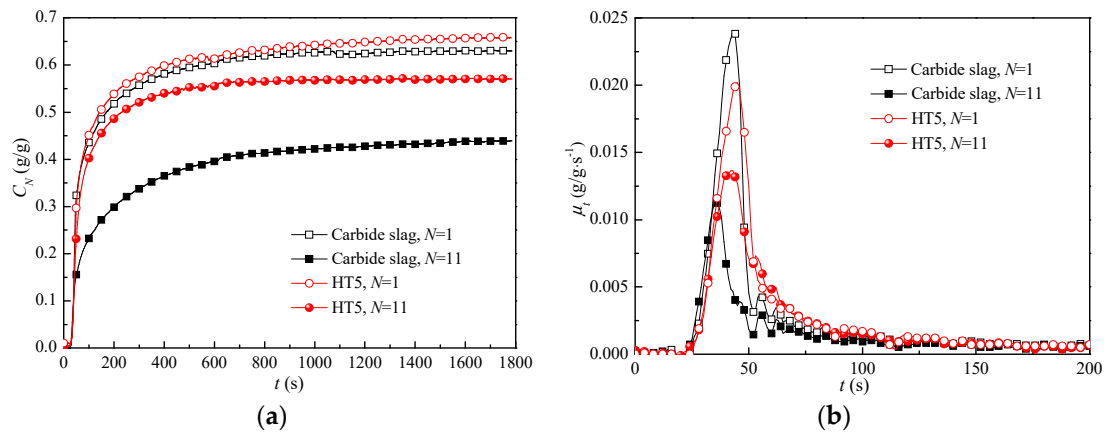 (a)
0.7
0.6
0.5
0.4
0.3
0.2
0.1
0.0
C_N (g/g)
Carbide slag, N=1
Carbide slag, N=11
HT5, N=1
HT5, N=11
0 200 400 600 800 1000 1200 1400 1600 1800
t (s)
(a)
0.025
0.020
0.015
0.010
0.005
0.000
μ_t (g/g·s⁻¹)
Carbide slag, N=1
Carbide slag, N=11
HT5, N=1
HT5, N=11
0 50 100 150 200
t (s)
(b)
(b)